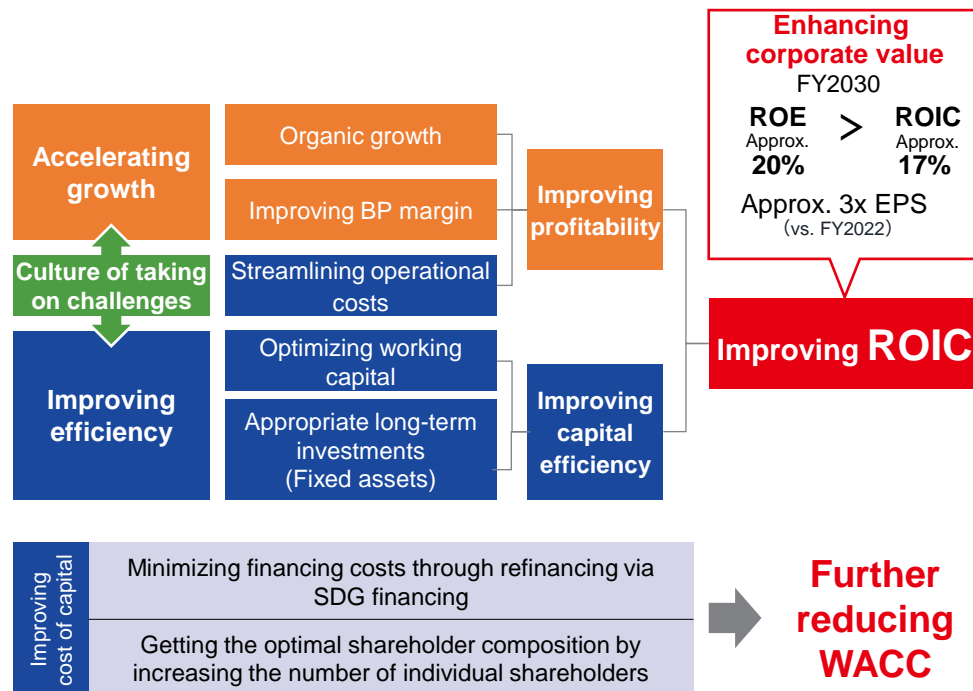 Enhancing
corporate value
FY2030
ROE > ROIC
Approx. Approx.
20% 17%
Approx. 3x EPS
(vs. FY2022)
Accelerating
growth
Culture of taking
on challenges
Improving
efficiency
Organic growth
Improving BP margin
Streamlining operational
costs
Optimizing working
capital
Appropriate long-term
investments
(Fixed assets)
Improving
profitability
Improving
capital
efficiency
Improving ROIC
Improving
cost of capital
Minimizing financing costs through refinancing via
SDG financing
Getting the optimal shareholder composition by
increasing the number of individual shareholders
Further
reducing
WACC